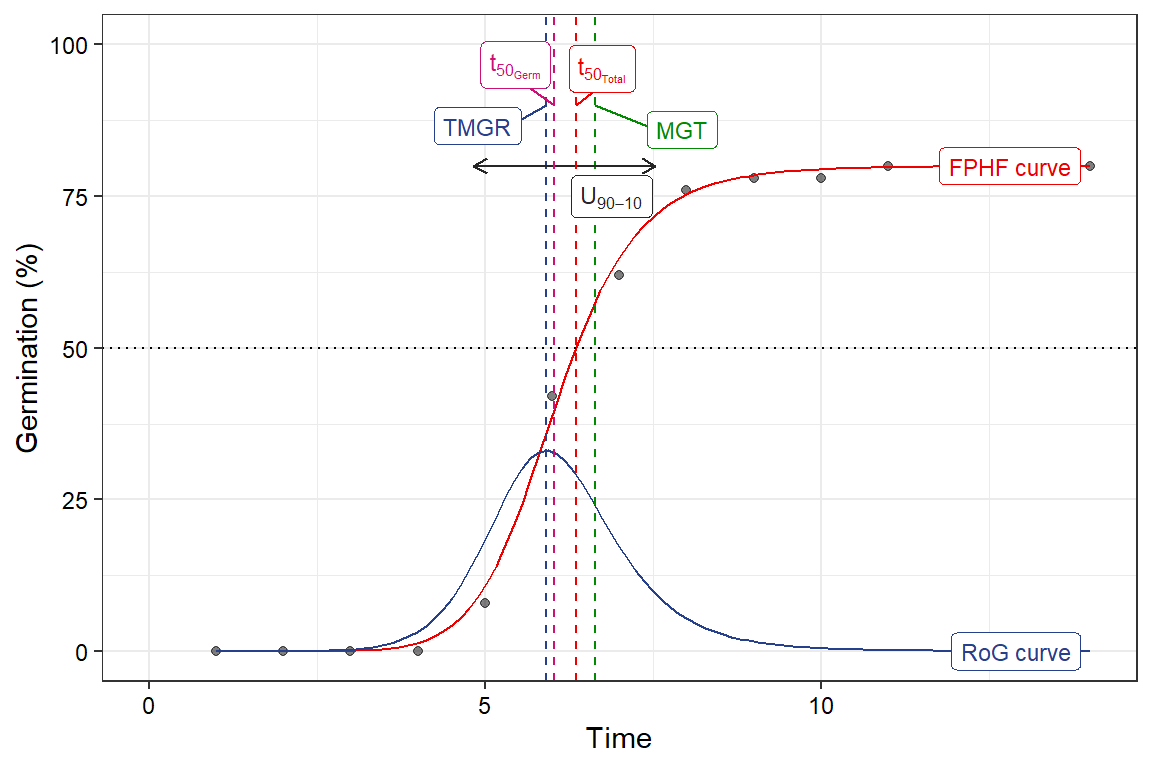 100
75
50
25
0
Germination (%)
t50Germ
t50Total
TMGR
MGT
U90−10
FPHF curve
RoG curve
0
5
10
Time